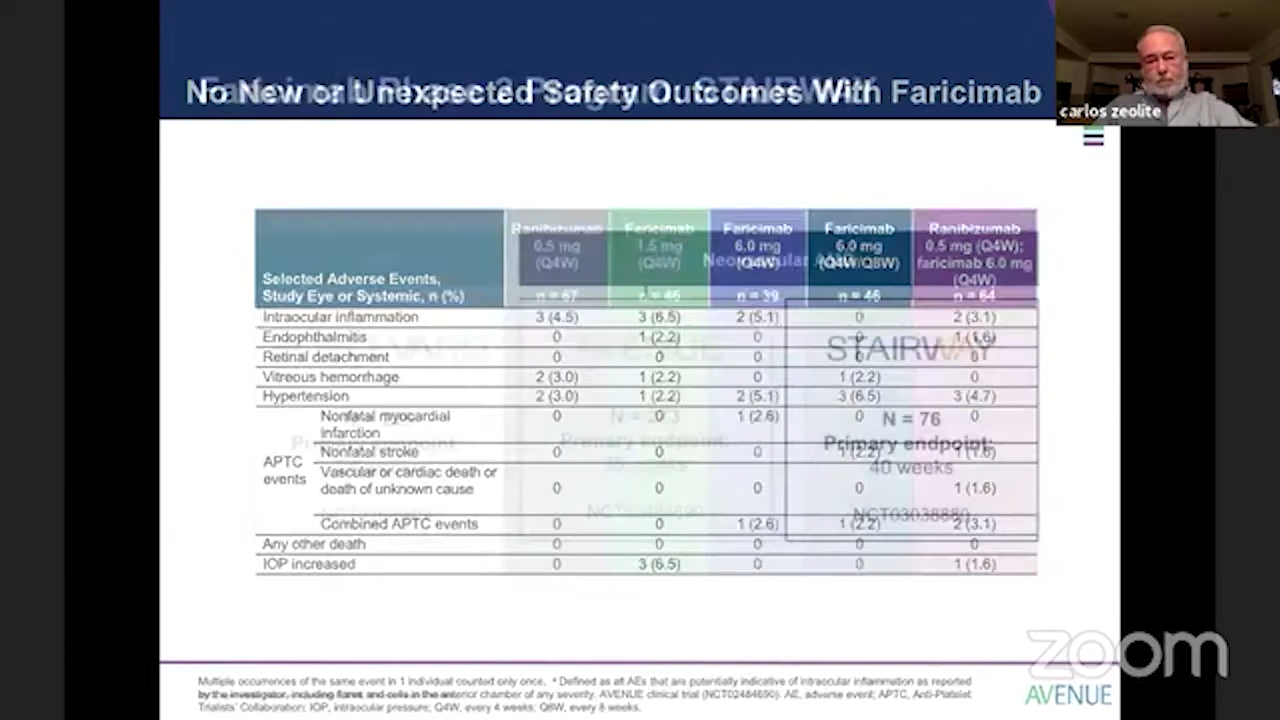 No New or Unexpected Safety Outcomes With Faricimab
carlos zeolite
Selected Adverse Events,
Study Eye or Systemic, n (%)
Ranibizumab
0.5 mg
(Q4W)
n = 67
Faricimab
1.5 mg
(Q4W)
n = 46
Faricimab
6.0 mg
(Q4W)
n = 39
Faricimab
6.0 mg
(Q4W/Q8W)
n = 46
Ranibizumab
0.5 mg (Q4W);
faricimab 6.0 mg
(Q4W)
n = 64
Intraocular inflammation 3 (4.5) 3 (6.5) 2 (5.1) 0 2 (3.1)
Endophthalmitis 0 1 (2.2) 0 0 1 (1.6)
Retinal detachment 0 0 0 0 0
Vitreous hemorrhage 2 (3.0) 1 (2.2) 0 1 (2.2) 0
Hypertension 2 (3.0) 1 (2.2) 2 (5.1) 3 (6.5) 3 (4.7)
APTC
events
Nonfatal myocardial
infarction 0 0 1 (2.6) 0 0
Nonfatal stroke 0 0 0 1 (2.2) 1 (1.6)
Vascular or cardiac death or
death of unknown cause 0 0 0 0 1 (1.6)
Combined APTC events 0 0 1 (2.6) 1 (2.2) 2 (3.1)
Any other death 0 0 0 0 0
IOP increased 0 3 (6.5) 0 0 1 (1.6)
STAIRWAY
N = 76
Primary endpoint:
40 weeks
NCT03038880
Multiple occurrences of the same event in 1 individual counted only once. * Defined as all AEs that are potentially indicative of intraocular inflammation as reported
by the investigator, including flares and cells in the anterior chamber of any severity. AVENUE clinical trial (NCT02484690). AE, adverse event; APTC, Anti-Platelet
Trialists' Collaboration; IOP, intraocular pressure; Q4W, every 4 weeks; Q8W, every 8 weeks.
zoom
AVENUE